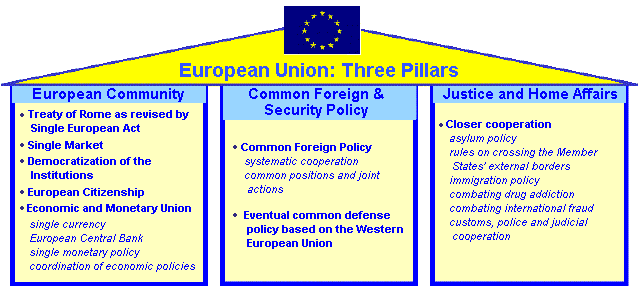 European Union: Three Pillars
European Community
• Treaty of Rome as revised by
Single European Act
• Single Market
• Democratization of the
Institutions
• European Citizenship
• Economic and Monetary Union
single currency
European Central Bank
single monetary policy
coordination of economic policies
Common Foreign &
Security Policy
• Common Foreign Policy
systematic cooperation
common positions and joint
actions
• Eventual common defense
policy based on the Western
European Union
Justice and Home Affairs
• Closer cooperation
asylum policy
rules on crossing the Member
States' external borders
immigration policy
combating drug addiction
combating international fraud
customs, police and judicial
cooperation